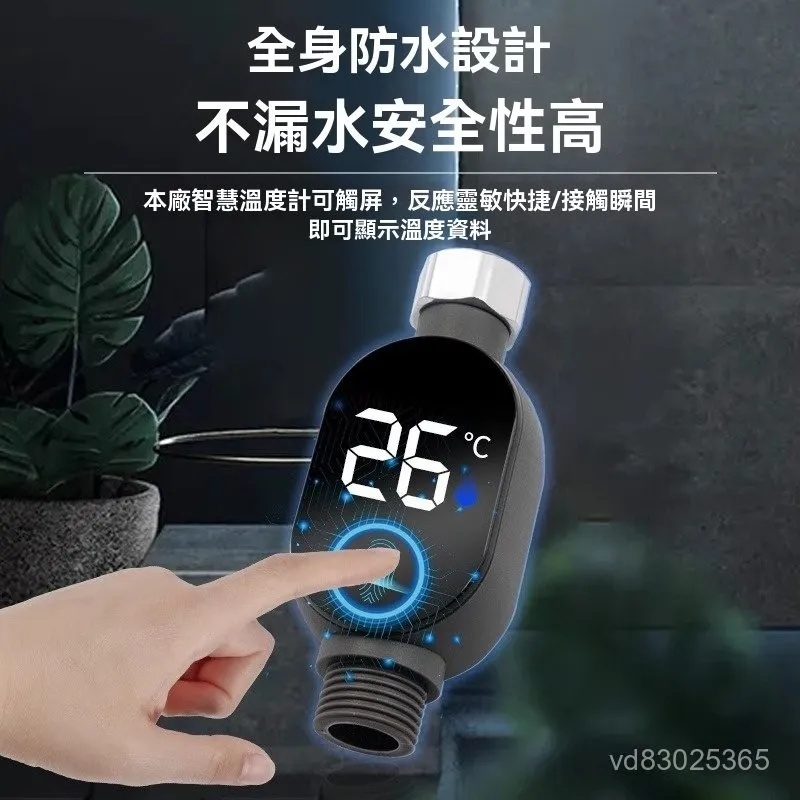 全身防水設計
不漏水安全性高
本廠智慧溫度計可觸屏，反應靈敏快捷/接觸瞬間
即可顯示溫度資料
26 °C
vd83025365